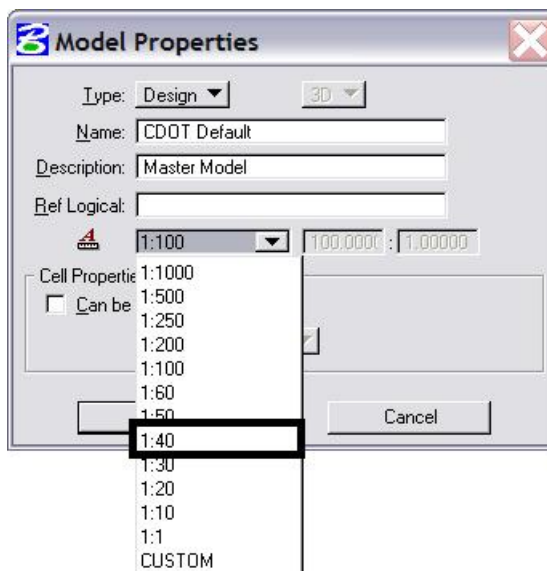 Model Properties
Type: Design 3D
Name: CDOT Default
Description: Master Model
Ref Logical:
A 1:100 100.000 : 1.00000
1:1000
Cell Propertie
1:500
Can be
1:250
1:200
1:100
1:60
1:50
Cancel
1:40
1:30
1:20
1:10
1:1
CUSTOM